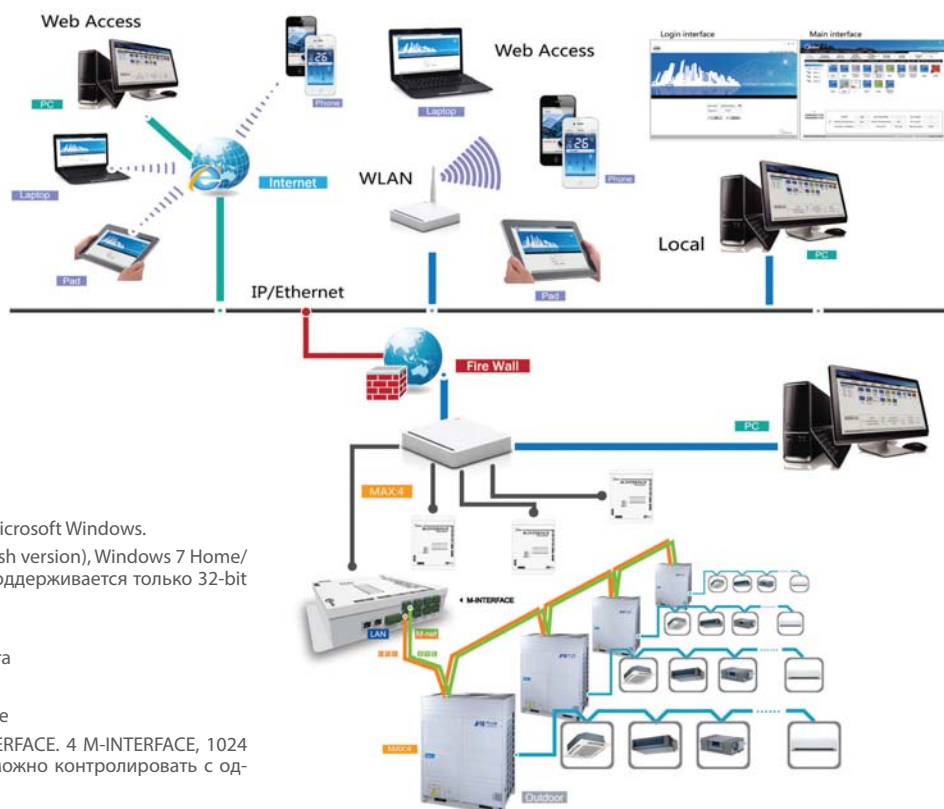 Web Access
PC
Laptop
Pad
Phone
Internet
Web Access
Laptop
WLAN
Phone
Pad
Login interface
Main interface
Local
PC
IP/Ethernet
Fire Wall
PC
MAX:4
M-INTERFACE
LAN
M-net
MAX:4
Outdoor
icrosoft Windows.
sh version), Windows 7 Home/
оддерживается только 32-bit
та
е
ERFACE. 4 M-INTERFACE, 1024
можно контролировать с од-